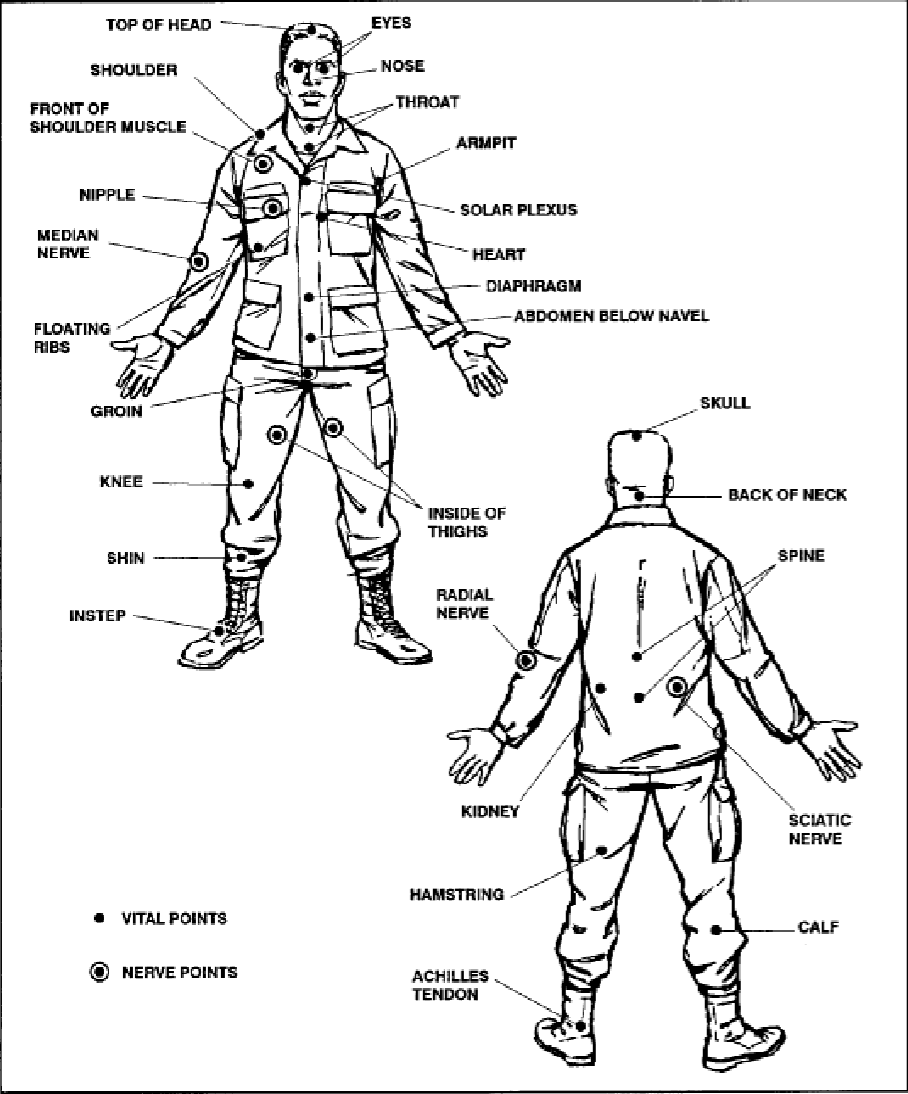 TOP OF HEAD
EYES
SHOULDER
NOSE
FRONT OF
SHOULDER MUSCLE
THROAT
ARMPIT
NIPPLE
SOLAR PLEXUS
MEDIAN
NERVE
HEART
DIAPHRAGM
ABDOMEN BELOW NAVEL
FLOATING
RIBS
GROIN
KNEE
INSIDE OF
THIGHS
SHIN
INSTEP
SKULL
BACK OF NECK
SPINE
RADIAL
NERVE
KIDNEY
SCIATIC
NERVE
HAMSTRING
CALF
ACHILLES
TENDON
VITAL POINTS
NERVE POINTS